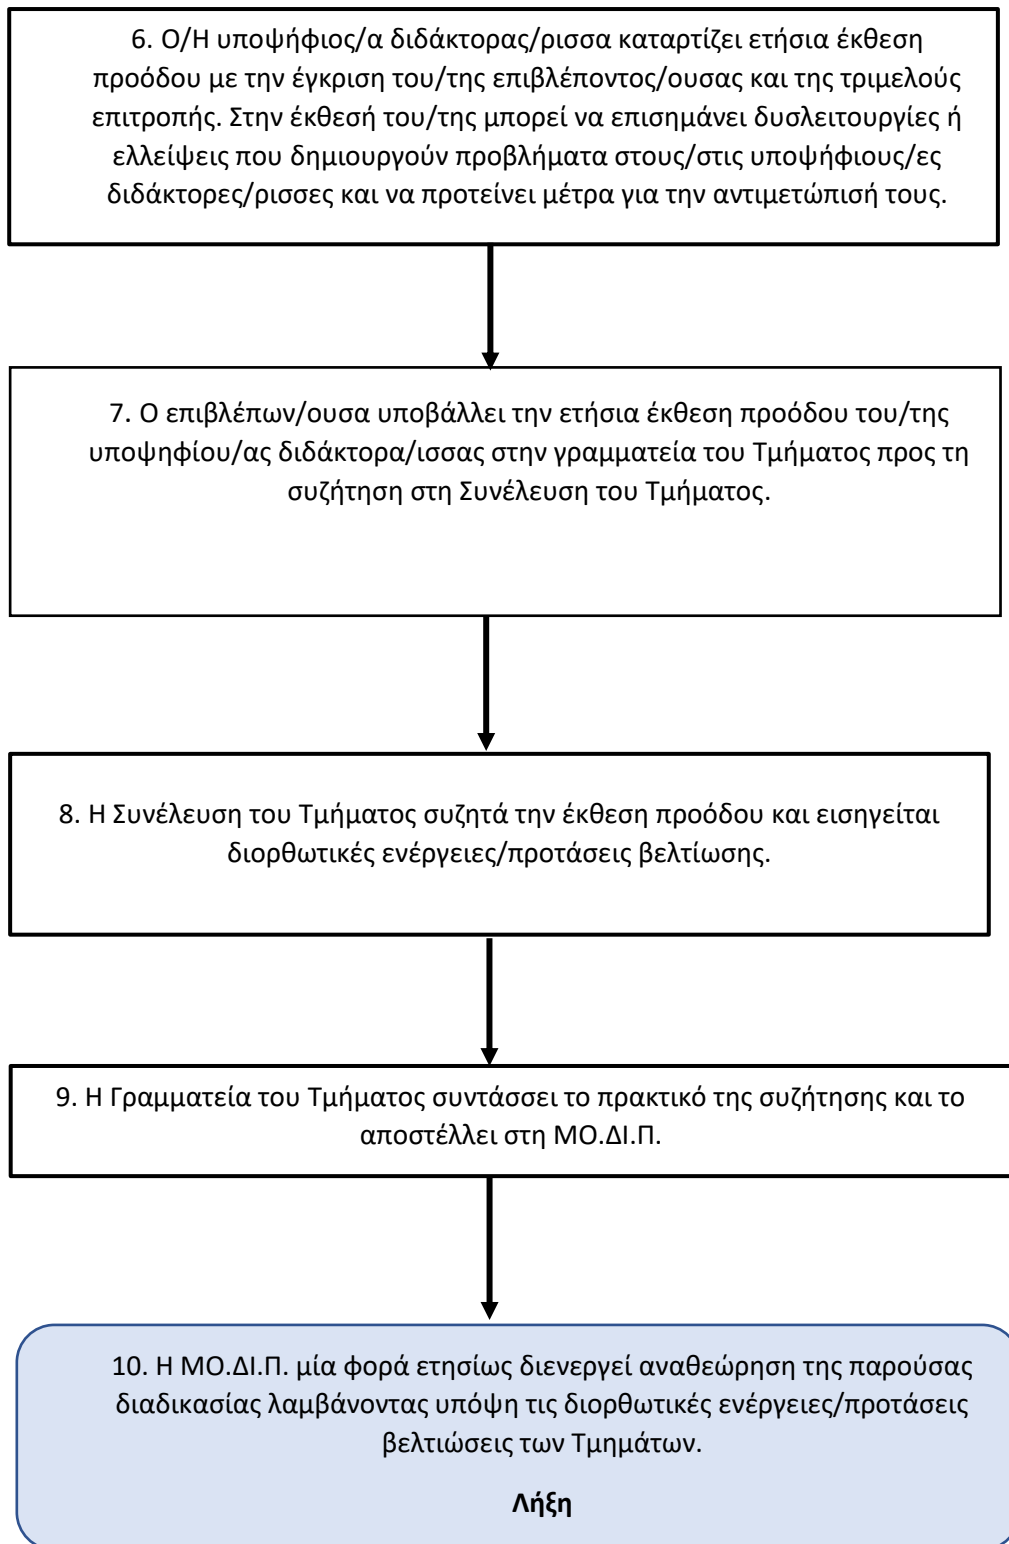 6. Ο/Η υποψήφιος/α διδάκτορας/ρισσα καταρτίζει ετήσια έκθεση
προόδου με την έγκριση του/της επιβλέποντος/ουσας και της τριμελούς
επιτροπής. Στην έκθεσή του/της μπορεί να επισημάνει δυσλειτουργίες ή
ελλείψεις που δημιουργούν προβλήματα στους/στις υποψήφιους/ες
διδάκτορες/ρισσες και να προτείνει μέτρα για την αντιμετώπισή τους.
7. Ο επιβλέπων/ουσα υποβάλλει την ετήσια έκθεση προόδου του/της
υποψηφίου/ας διδάκτορα/ισσας στην γραμματεία του Τμήματος προς τη
συζήτηση στη Συνέλευση του Τμήματος.
8. Η Συνέλευση του Τμήματος συζητά την έκθεση προόδου και εισηγείται
διορθωτικές ενέργειες/προτάσεις βελτίωσης.
9. Η Γραμματεία του Τμήματος συντάσσει το πρακτικό της συζήτησης και το
αποστέλλει στη ΜΟ.ΔΙ.Π.
10. Η ΜΟ.ΔΙ.Π. μία φορά ετησίως διενεργεί αναθεώρηση της παρούσας
διαδικασίας λαμβάνοντας υπόψη τις διορθωτικές ενέργειες/προτάσεις
βελτιώσεις των Τμημάτων.
Λήξη